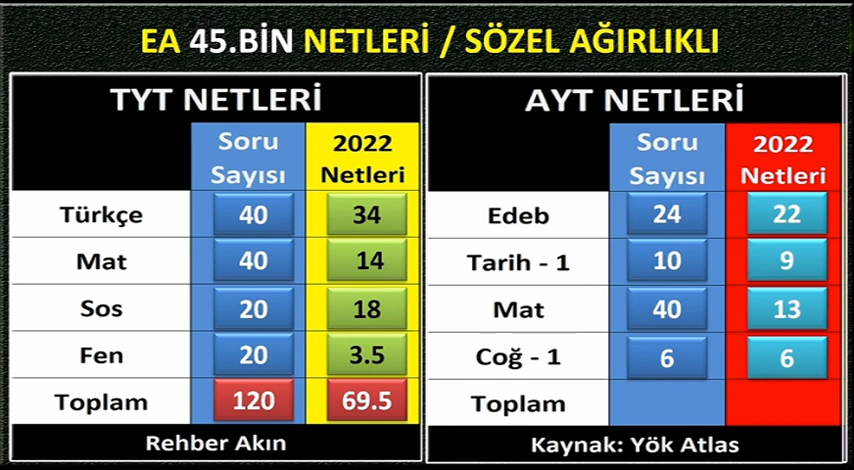 EA 45.BİN NETLERİ / SÖZEL AĞIRLIKLI
TYT NETLERİ
Soru Sayısı 2022 Netleri
Türkçe 40 34
Mat 40 14
Sos 20 18
Fen 20 3.5
Toplam 120 69.5
Rehber Akın
AYT NETLERİ
Soru Sayısı 2022 Netleri
Edeb 24 22
Tarih - 1 10 9
Mat 40 13
Coğ - 1 6 6
Toplam
Kaynak: Yök Atlas